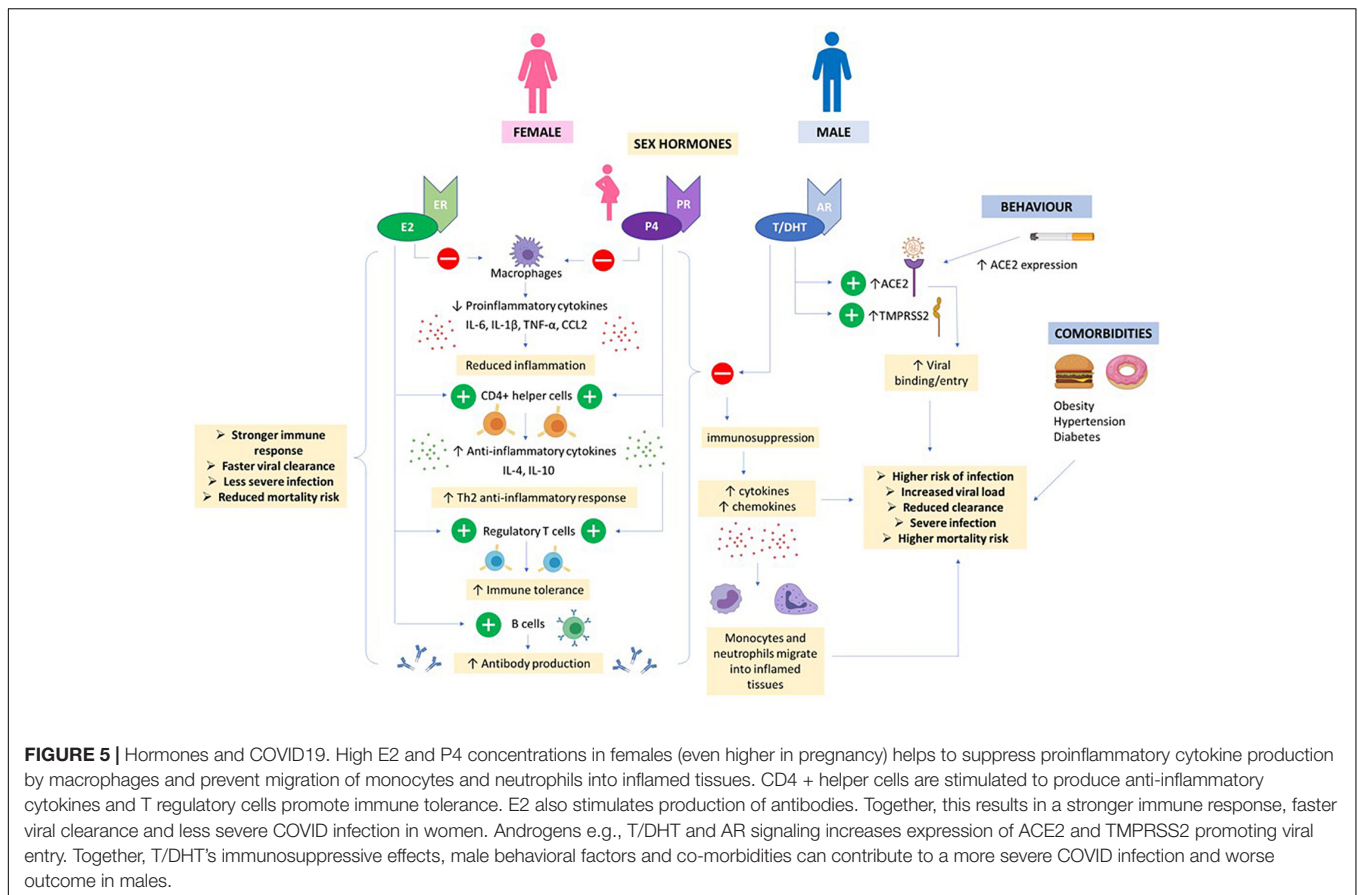 FEMALE
MALE
SEX HORMONES
ER
E2
PR
P4
AR
T/DHT
BEHAVIOUR
↑ ACE2 expression
Macrophages
↓ Proinflammatory cytokines
IL-6, IL-1β, TNF-α, CCL2
Reduced inflammation
CD4+ helper cells
↑ Anti-inflammatory cytokines
IL-4, IL-10
↑ Th2 anti-inflammatory response
Regulatory T cells
↑ Immune tolerance
B cells
↑ Antibody production
➢ Stronger immune
response
➢ Faster viral clearance
➢ Less severe infection
➢ Reduced mortality risk
↑ACE2
↑TMPRSS2
↑ Viral
binding/entry
immunosuppression
↑ cytokines
↑ chemokines
Monocytes and
neutrophils migrate
into inflamed
tissues
COMORBIDITIES
Obesity
Hypertension
Diabetes
➢ Higher risk of infection
➢ Increased viral load
➢ Reduced clearance
➢ Severe infection
➢ Higher mortality risk
FIGURE 5 | Hormones and COVID19. High E2 and P4 concentrations in females (even higher in pregnancy) helps to suppress proinflammatory cytokine production
by macrophages and prevent migration of monocytes and neutrophils into inflamed tissues. CD4 + helper cells are stimulated to produce anti-inflammatory
cytokines and T regulatory cells promote immune tolerance. E2 also stimulates production of antibodies. Together, this results in a stronger immune response, faster
viral clearance and less severe COVID infection in women. Androgens e.g., T/DHT and AR signaling increases expression of ACE2 and TMPRSS2 promoting viral
entry. Together, T/DHT's immunosuppressive effects, male behavioral factors and co-morbidities can contribute to a more severe COVID infection and worse
outcome in males.